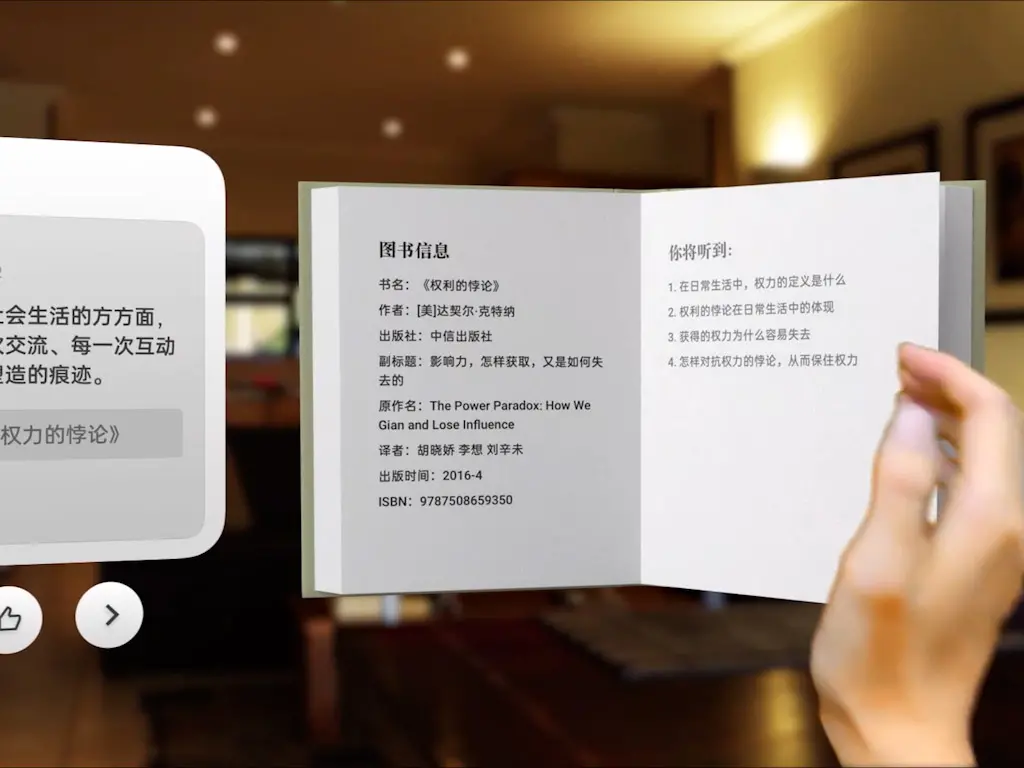 会生活的方方面，
交流、每一次互动
造的痕迹。
权力的悖论》
图书信息
书名：《权利的悖论》
作者：[美]达契尔·克特纳
出版社：中信出版社
副标题：影响力，怎样获取，又是如何失
去的
原作名：The Power Paradox: How We
Gian and Lose Influence
译者：胡晓娇 李想 刘辛未
出版时间：2016-4
ISBN：9787508659350
你将听到：
1. 在日常生活中，权力的定义是什么
2. 权利的悖论在日常生活中的体现
3. 获得的权力为什么容易失去
4. 怎样对抗权力的悖论，从而保住权力